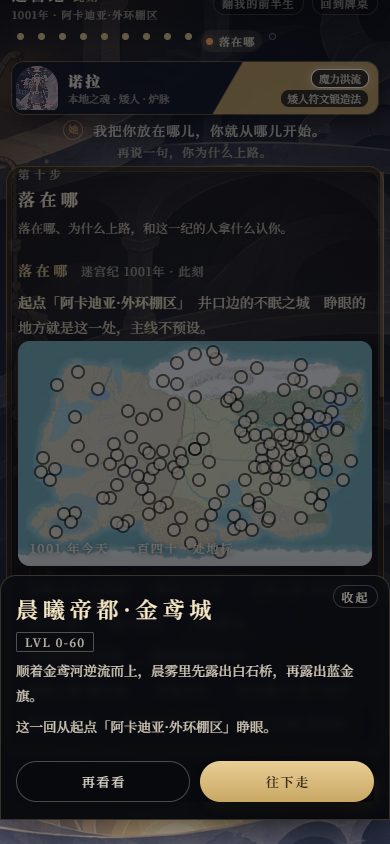 翻我的前半生
回到牌桌
1001年 · 阿卡迪亚·外环棚区
落在哪
诺拉
本地之魂 · 矮人 · 炉脉
魔力洪流
矮人符文锻造法
她
我把你放在哪儿，你就从哪儿开始。
再说一句，你为什么上路。
第十步
落在哪
落在哪、为什么上路，和这一纪的人拿什么认你。
落在哪 迷宫纪 1001年 · 此刻
起点「阿卡迪亚·外环棚区」 井口边的不眠之城 睁眼的
地方就是这一处，主线不预设。
1001 年今天 一百四十 处地标
晨曦帝都·金鸢城
收起
LVL 0-60
顺着金鸢河逆流而上，晨雾里先露出白石桥，再露出蓝金
旗。
这一回从起点「阿卡迪亚·外环棚区」睁眼。
再看看
往下走